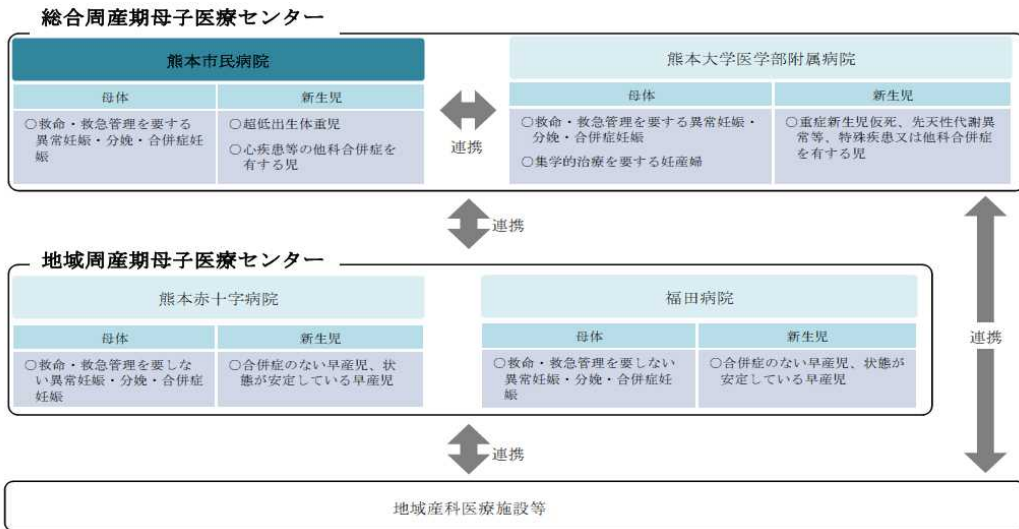 総合周産期母子医療センター
熊本市民病院
母体
新生児
○救命・救急管理を要する
異常妊娠・分娩・合併症妊
娠
○超低出生体重児
○心疾患等の他科合併症を
有する児
連携
熊本大学医学部附属病院
母体
新生児
○救命・救急管理を要する異常妊娠・
分娩・合併症妊娠
○集学的治療を要する妊産婦
○重症新生児仮死、先天性代謝異
常等、特殊疾患又は他科合併症
を有する児
連携
地域周産期母子医療センター
熊本赤十字病院
母体
新生児
○救命・救急管理を要しな
い異常妊娠・分娩・合併症
妊娠
○合併症のない早産児、状
態が安定している早産児
福田病院
母体
新生児
○救命・救急管理を要しない
異常妊娠・分娩・合併症妊
娠
○合併症のない早産児、状態が
安定している早産児
連携
連携
地域産科医療施設等